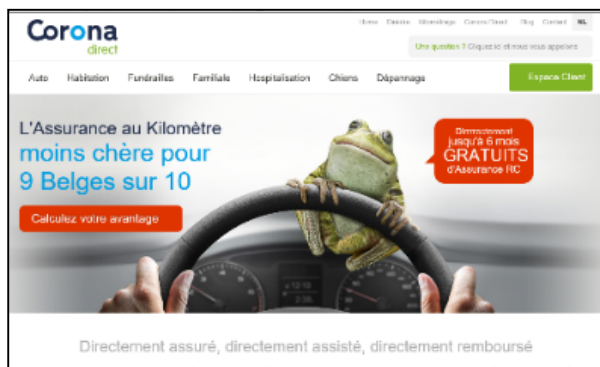 Corona
direct
Home Blog Contact NL
Une question ? Cliquez ici et nous vous appelons
Auto Habitation Funérailles Familiale Hospitalisation Chiens Dépannage
Espace Client
L'Assurance au Kilomètre
moins chère pour
9 Belges sur 10
Calculez votre avantage
Directement
jusqu'à 6 mois
GRATUITS
d'Assurance RC
Directement assuré, directement assisté, directement remboursé